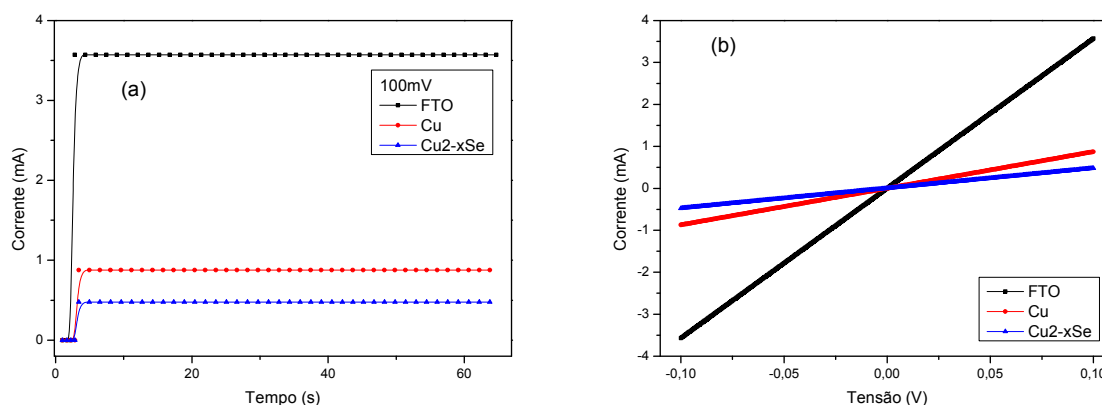 (a)
100mV
FTO
Cu
Cu2-xSe
Corrente (mA)
4
3
2
1
0
0
20
40
60
Tempo (s)
(b)
Corrente (mA)
4
3
2
1
0
-1
-2
-3
-4
FTO
Cu
Cu2-xSe
-0,10
-0,05
0,00
0,05
0,10
Tensão (V)